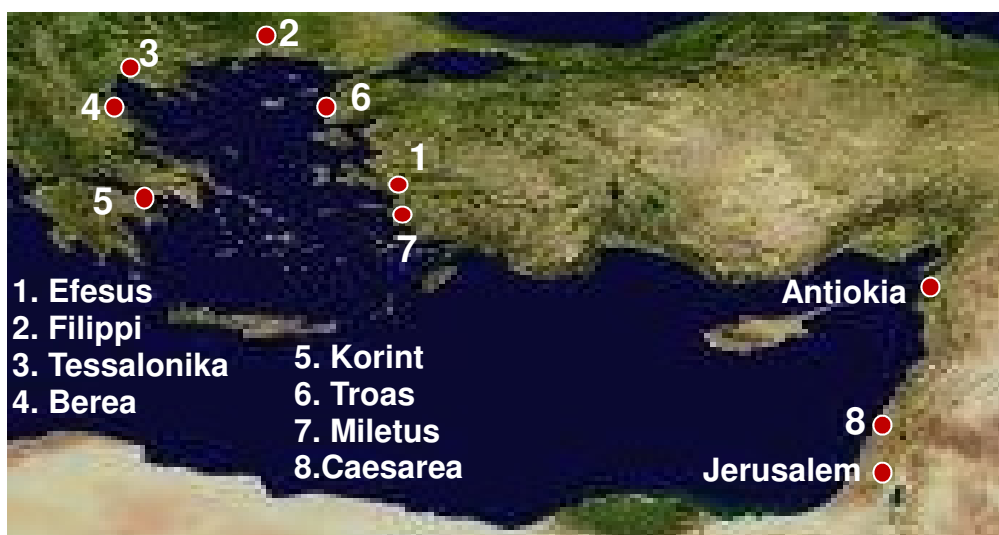 2
3
4
6
1
5
7
Antiokia
1. Efesus
2. Filippi
3. Tessalonika
4. Berea
5. Korint
6. Troas
7. Miletus
8.Caesarea
8
Jerusalem